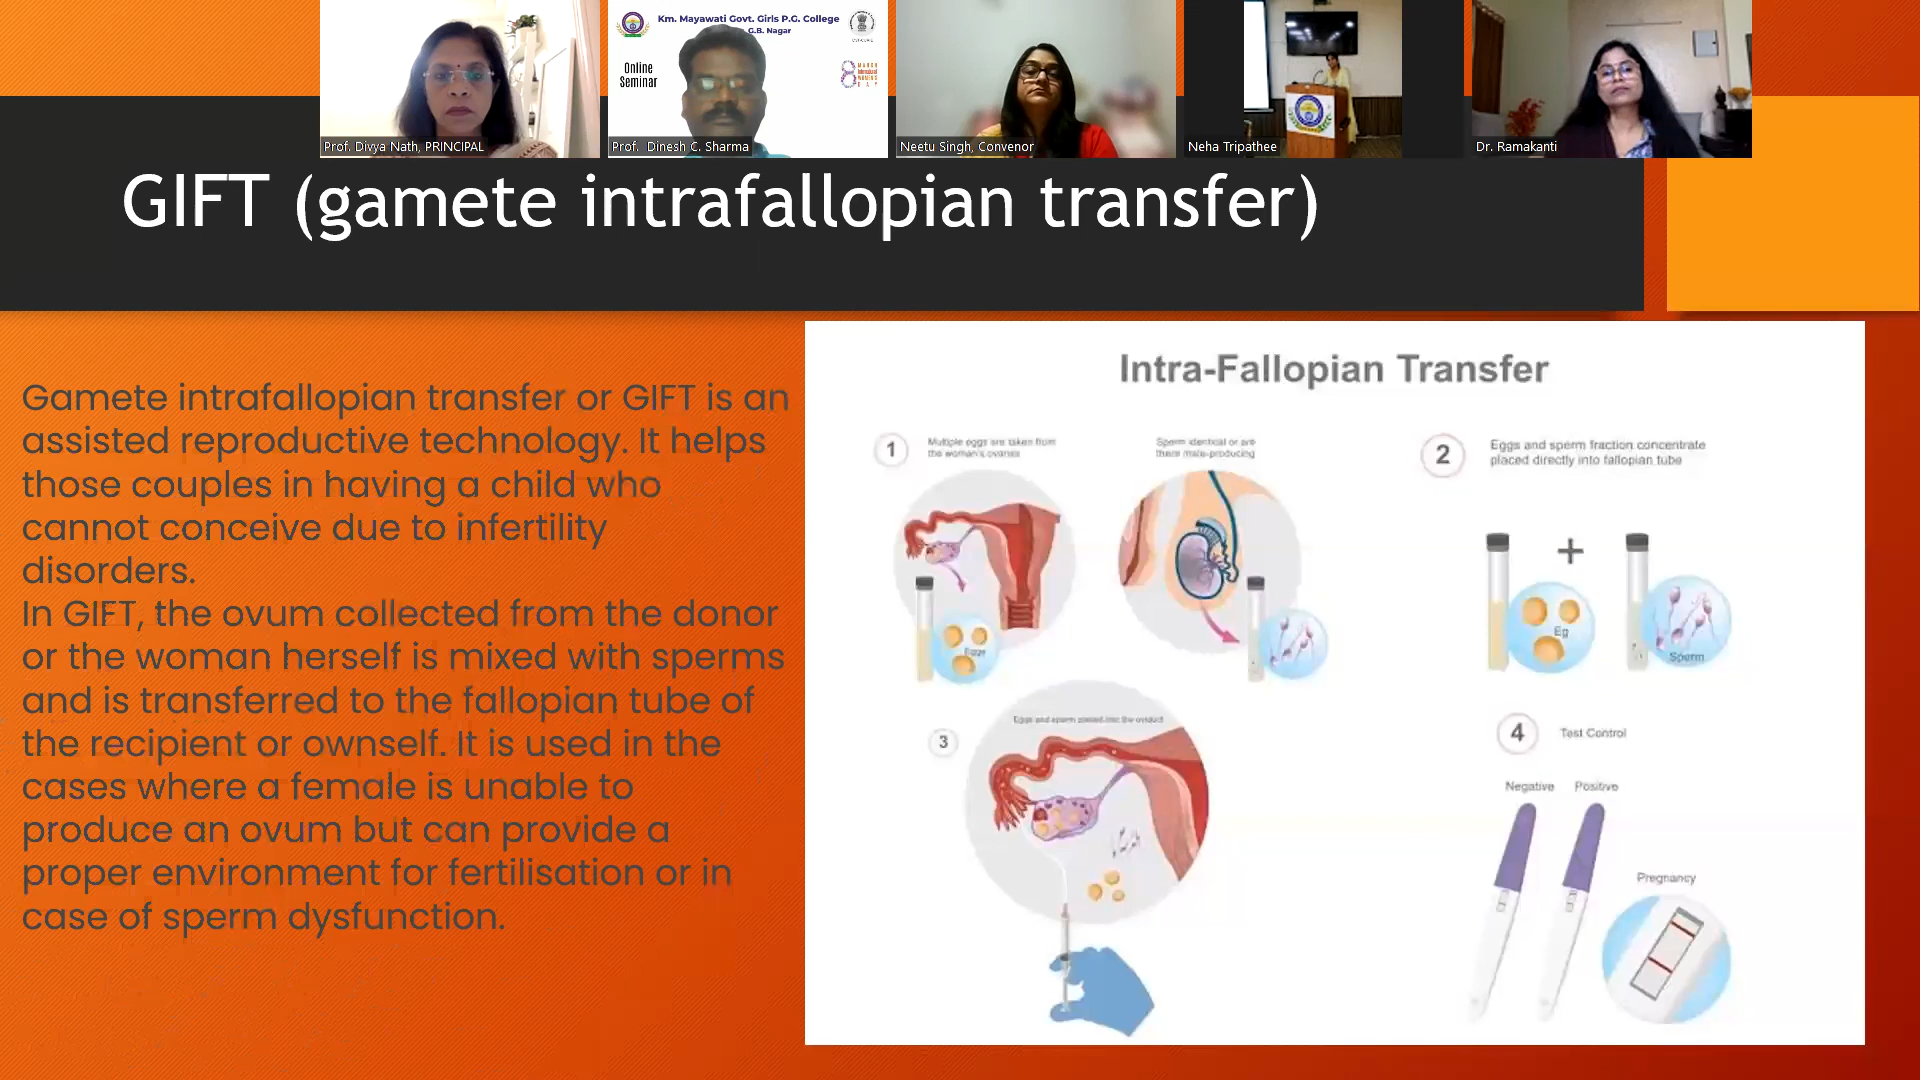 Km. Mayawati Govt. Girls P.G. College
G.B. Nagar
Online
Seminar
8 MARCH
Prof. Divya Nath, PRINCIPAL
Prof. Dinesh C. Sharma
Neetu Singh, Convenor
Neha Tripathee
Dr. Ramakanti
GIFT (gamete intrafallopian transfer)
Gamete intrafallopian transfer or GIFT is an
assisted reproductive technology. It helps
those couples in having a child who
cannot conceive due to infertility
disorders.
In GIFT, the ovum collected from the donor
or the woman herself is mixed with sperms
and is transferred to the fallopian tube of
the recipient or ownself. It is used in the
cases where a female is unable to
produce an ovum but can provide a
proper environment for fertilisation or in
case of sperm dysfunction.
Intra-Fallopian Transfer
1
Multiple eggs are taken from
the woman's ovaries
Sperm identical or are
there male-producing
Eggs
2
Eggs and sperm fraction concentrate
placed directly into fallopian tube
+
Eg
Sperm
3
Eggs and sperm placed into the oviduct
4
Test Control
Negative Positive
Pregnancy